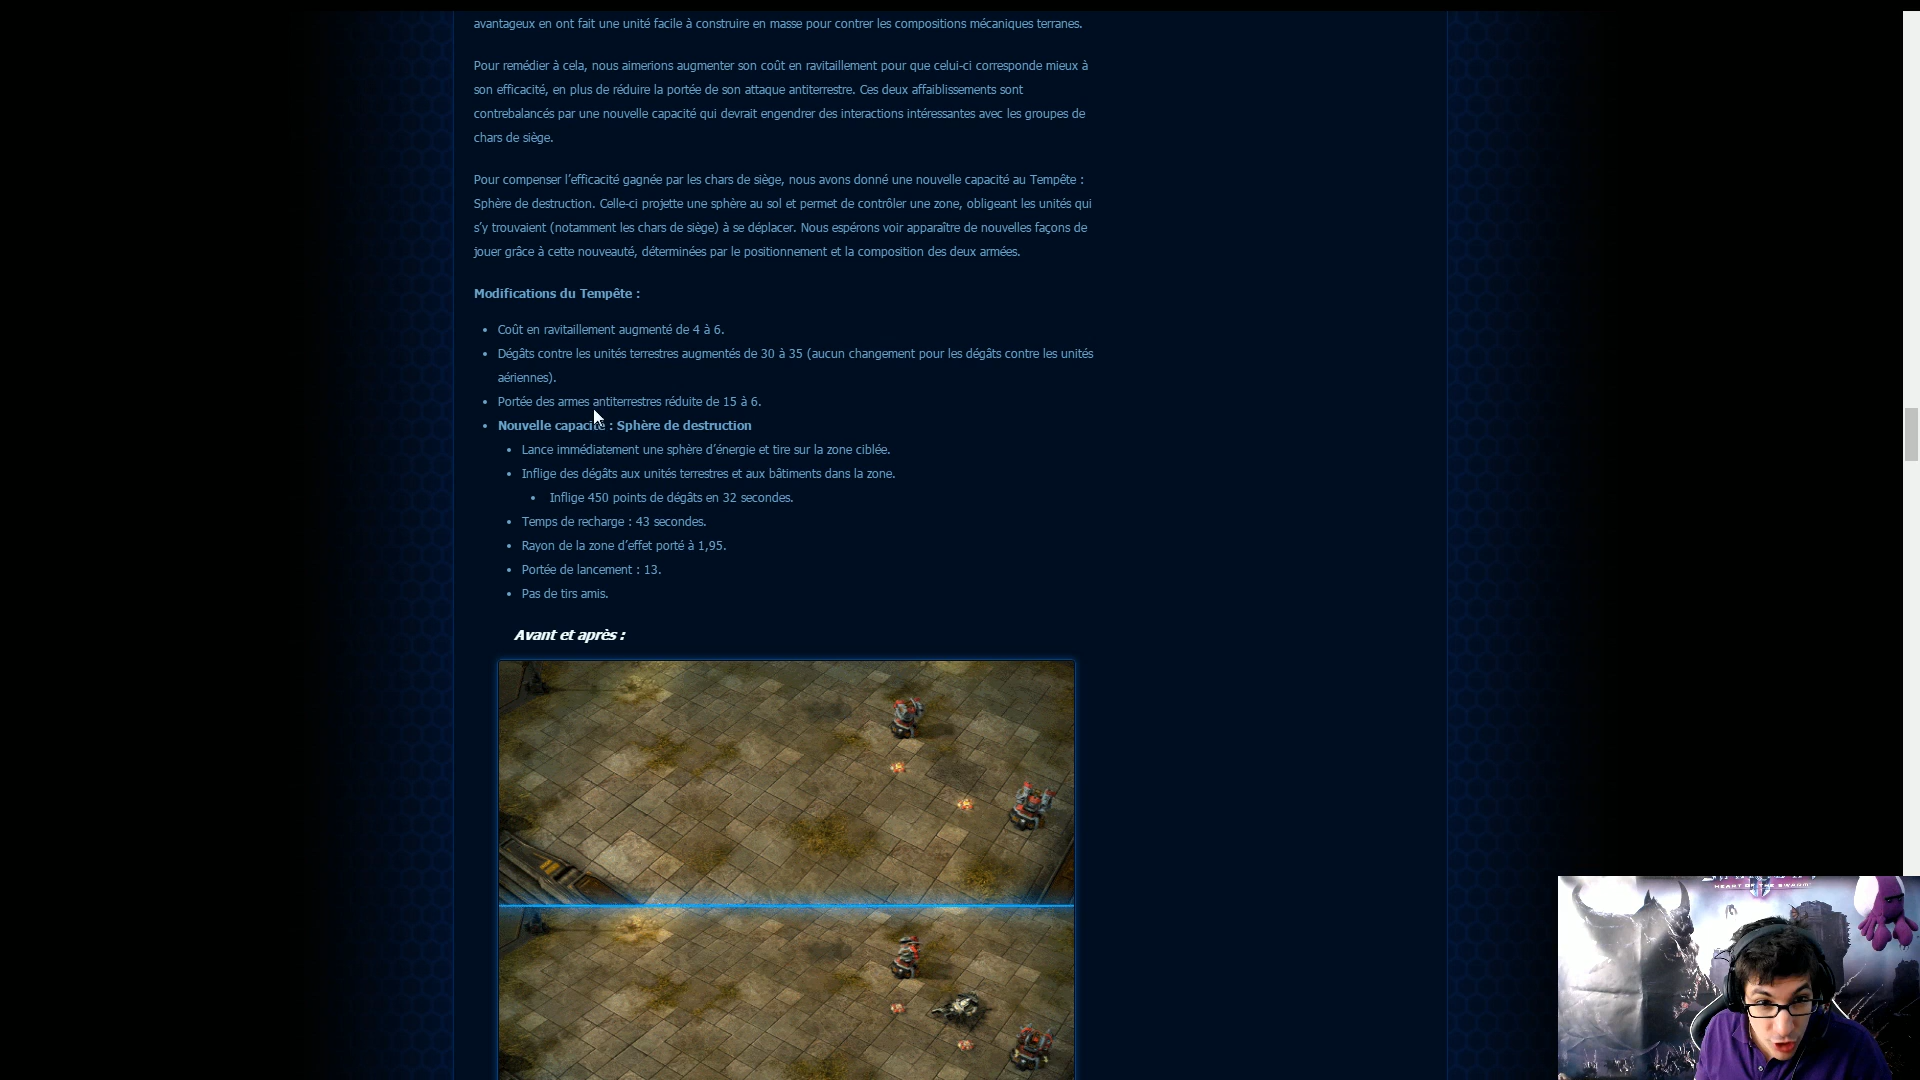 avantageux en ont fait une unité facile à construire en masse pour contrer les compositions mécaniques terranes.
Pour remédier à cela, nous aimerions augmenter son coût en ravitaillement pour que celui-ci corresponde mieux à
son efficacité, en plus de réduire la portée de son attaque antiterrestre. Ces deux affaiblissements sont
contrebalancés par une nouvelle capacité qui devrait engendrer des interactions intéressantes avec les groupes de
chars de siège.
Pour compenser l’efficacité gagnée par les chars de siège, nous avons donné une nouvelle capacité au Tempête :
Sphère de destruction. Celle-ci projette une sphère au sol et permet de contrôler une zone, obligeant les unités qui
s’y trouvaient (notamment les chars de siège) à se déplacer. Nous espérons voir apparaître de nouvelles façons de
jouer grâce à cette nouveauté, déterminées par le positionnement et la composition des deux armées.
Modifications du Tempête :
• Coût en ravitaillement augmenté de 4 à 6.
• Dégâts contre les unités terrestres augmentés de 30 à 35 (aucun changement pour les dégâts contre les unités
aériennes).
• Portée des armes antiterrestres réduite de 15 à 6.
• Nouvelle capacité : Sphère de destruction
• Lance immédiatement une sphère d’énergie et tire sur la zone ciblée.
• Inflige des dégâts aux unités terrestres et aux bâtiments dans la zone.
• Inflige 450 points de dégâts en 32 secondes.
• Temps de recharge : 43 secondes.
• Rayon de la zone d’effet porté à 1,95.
• Portée de lancement : 13.
• Pas de tirs amis.
Avant et après :
HEART OF THE SWARM